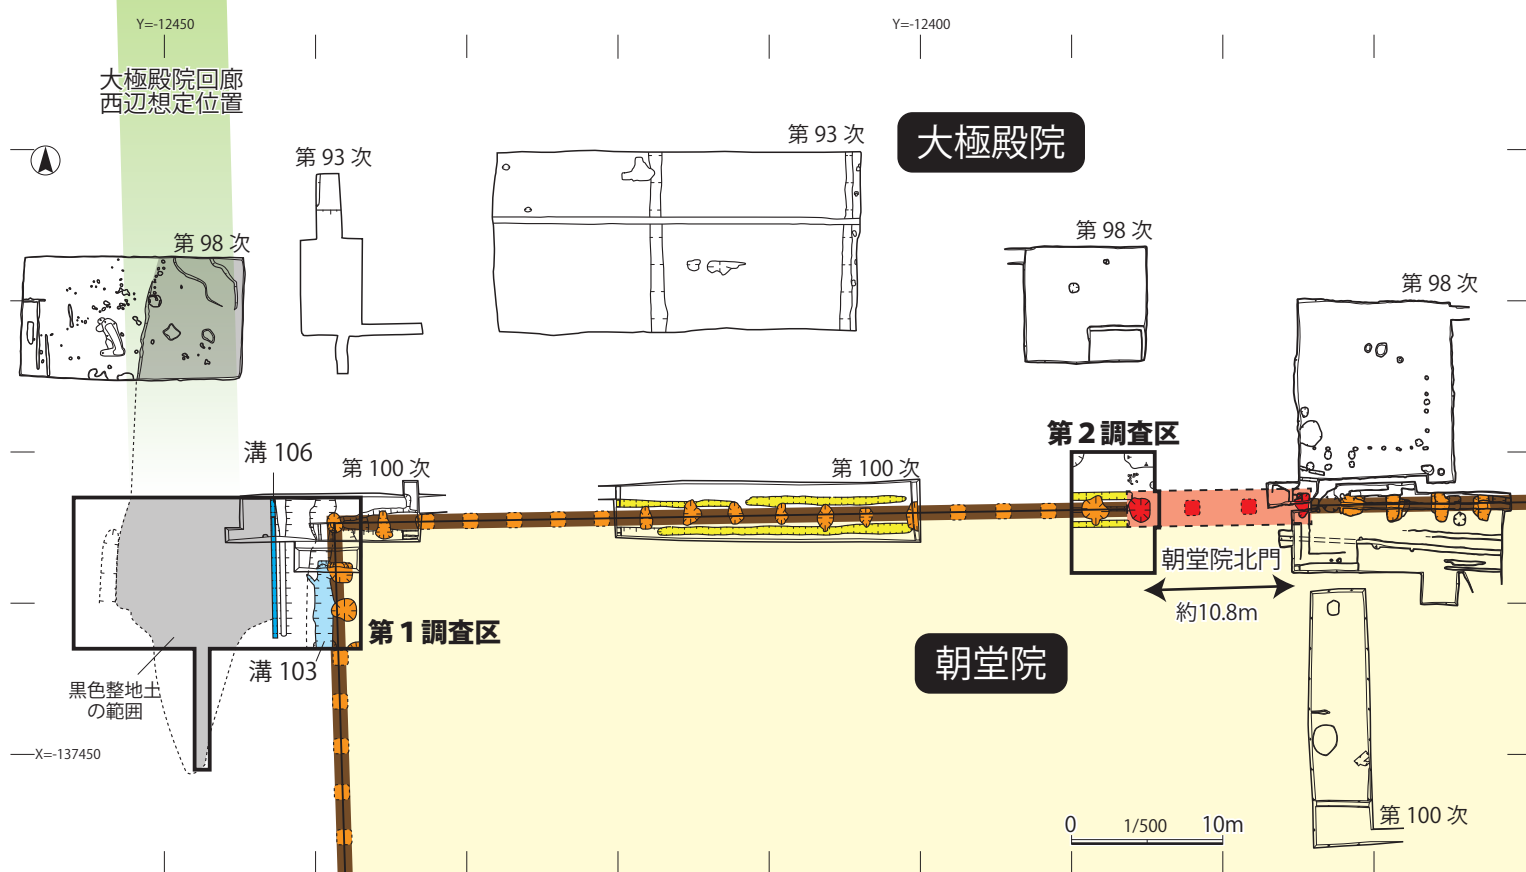 Y=-12450
Y=-12400
大極殿院回廊
西辺想定位置
第 93 次
第 93 次
大極殿院
第 98 次
第 98 次
第 98 次
溝 106
第 100 次
第 100 次
第２調査区
朝堂院北門
約10.8m
第１調査区
溝 103
朝堂院
黒色整地土
の範囲
X=-137450
0
1/500
10m
第 100 次